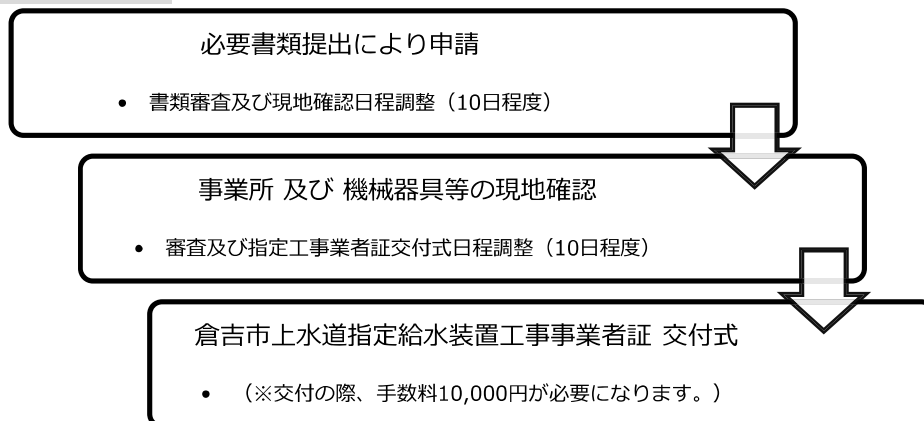 必要書類提出により申請
• 書類審査及び現地確認日程調整（10日程度）
事業所 及び 機械器具等の現地確認
• 審査及び指定工事業者証交付式日程調整（10日程度）
倉吉市上水道指定給水装置工事事業者証 交付式
• （※交付の際、手数料10,000円が必要になります。）